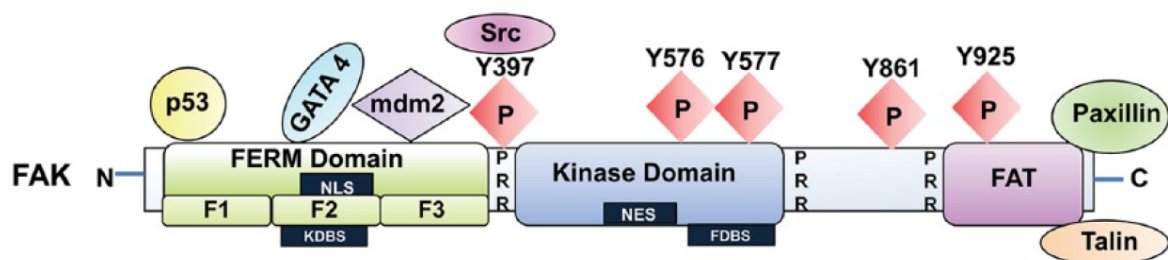 Src
Y397
Y576
Y577
Y861
Y925
p53
GATA 4
mdm2
P
P
P
P
P
Paxillin
FAK
N
FERM Domain
NLS
F1
F2
F3
KDBS
P
R
R
Kinase Domain
NES
FDBS
P
R
R
P
R
R
FAT
C
Talin